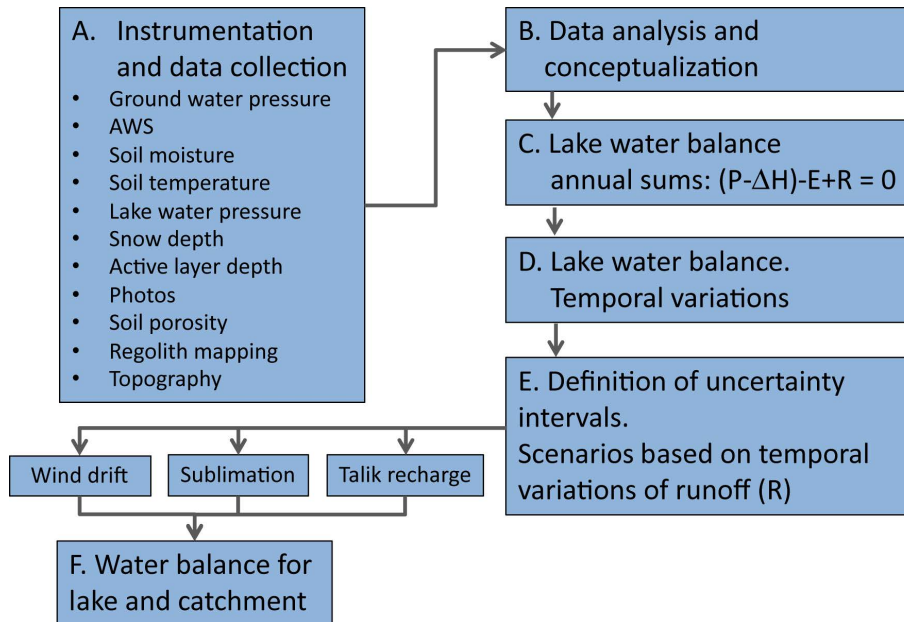 A. Instrumentation
and data collection
• Ground water pressure
• AWS
• Soil moisture
• Soil temperature
• Lake water pressure
• Snow depth
• Active layer depth
• Photos
• Soil porosity
• Regolith mapping
• Topography
B. Data analysis and
conceptualization
C. Lake water balance
annual sums: (P-ΔH)-E+R = 0
D. Lake water balance.
Temporal variations
E. Definition of uncertainty
intervals.
Scenarios based on temporal
variations of runoff (R)
Wind drift
Sublimation
Talik recharge
F. Water balance for
lake and catchment